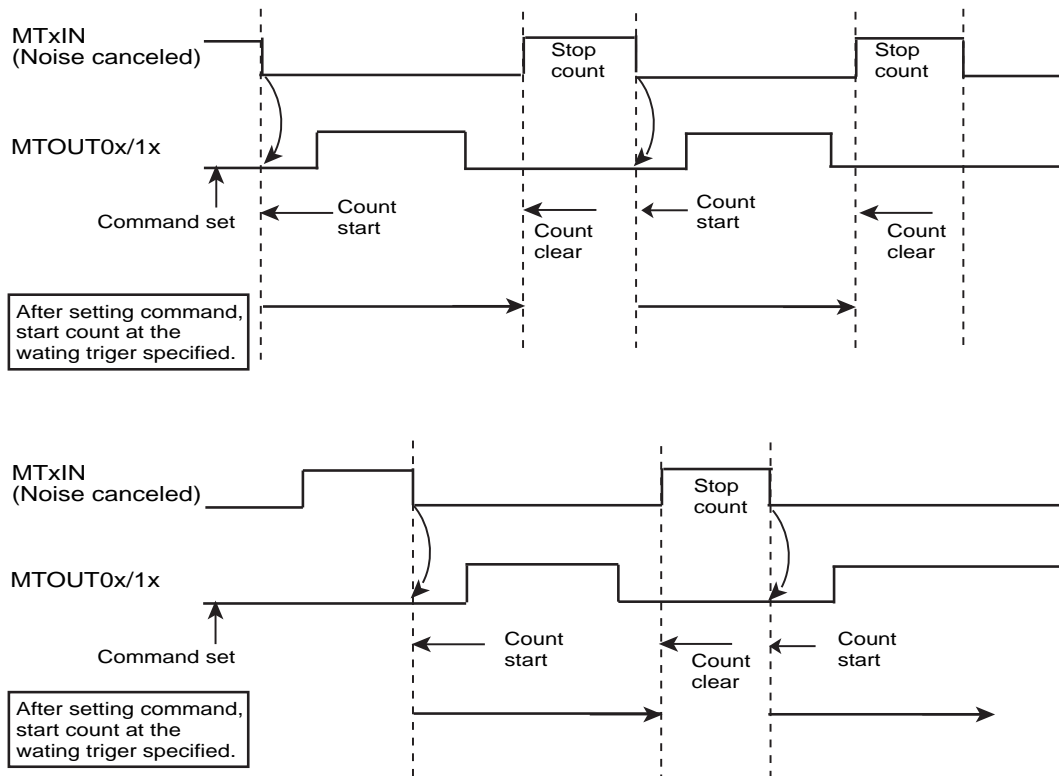 MTxIN
(Noise canceled)
Stop
count
Stop
count
MTOUT0x/1x
Command set
Count
start
Count
clear
Count
start
Count
clear
After setting command,
start count at the
wating triger specified.
MTxIN
(Noise canceled)
Stop
count
MTOUT0x/1x
Command set
Count
start
Count
clear
Count
start
After setting command,
start count at the
wating triger specified.